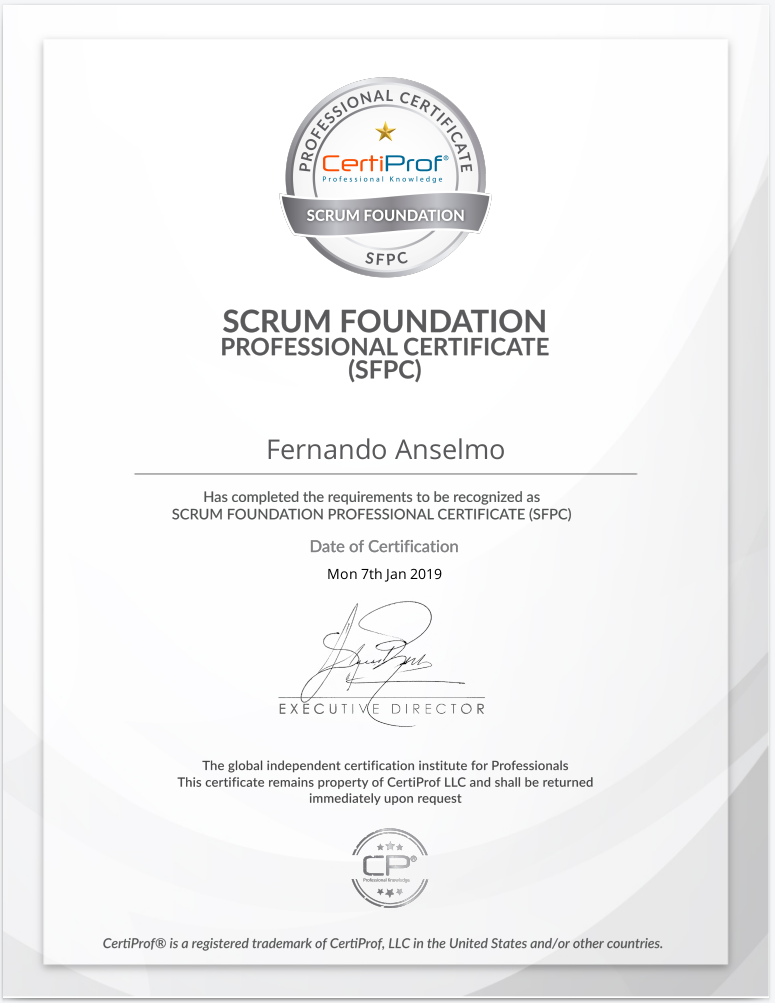 PROFESSIONAL CERTIFICATE
CertiProf®
Professional Knowledge
SCRUM FOUNDATION
SFPC
SCRUM FOUNDATION
PROFESSIONAL CERTIFICATE
(SFPC)
Fernando Anselmo
Has completed the requirements to be recognized as
SCRUM FOUNDATION PROFESSIONAL CERTIFICATE (SFPC)
Date of Certification
Mon 7th Jan 2019
EXECUTIVE DIRECTOR
The global independent certification institute for Professionals
This certificate remains property of CertiProf LLC and shall be returned
immediately upon request
CP®
Professional Knowledge
CertiProf® is a registered trademark of CertiProf, LLC in the United States and/or other countries.